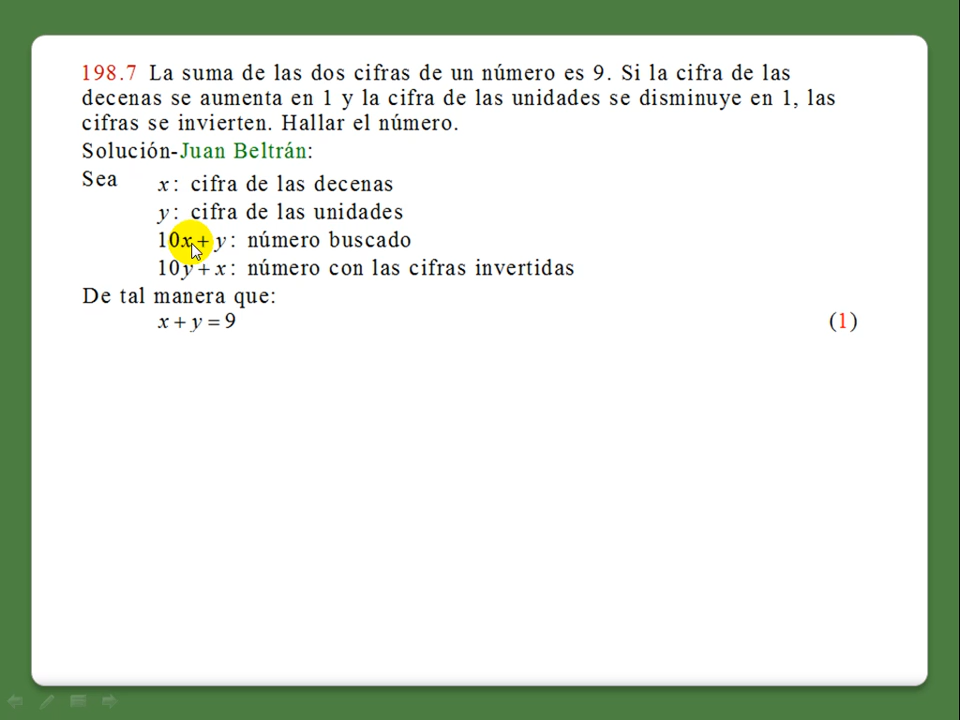 198.7 La suma de las dos cifras de un número es 9. Si la cifra de las
decenas se aumenta en 1 y la cifra de las unidades se disminuye en 1, las
cifras se invierten. Hallar el número.
Solución-Juan Beltrán:
Sea x: cifra de las decenas
y: cifra de las unidades
10x + y: número buscado
10y + x: número con las cifras invertidas
De tal manera que:
x + y = 9 (1)